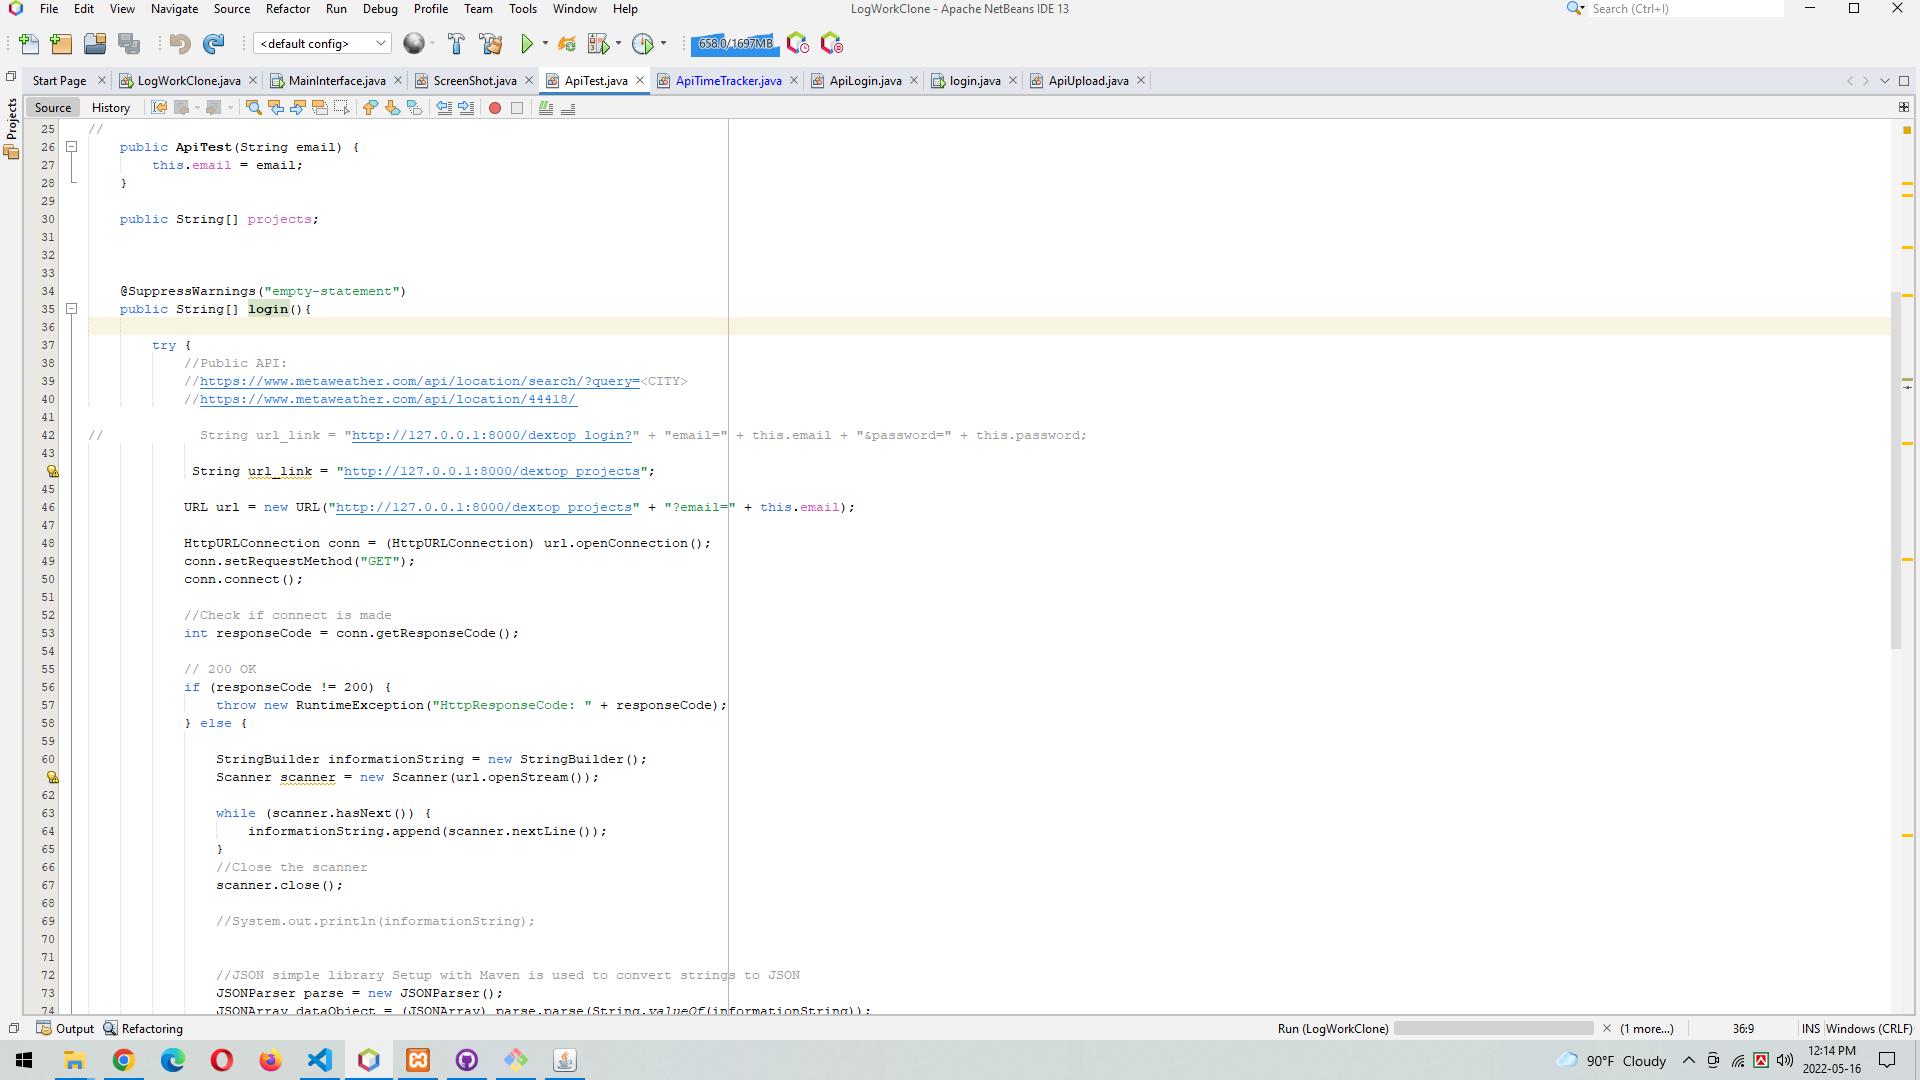 File Edit View Navigate Source Refactor Run Debug Profile Team Tools Window Help
LogWorkClone - Apache NetBeans IDE 13
Search (Ctrl+I)
<default config>
658.0/1697MB
Start Page LogWorkClone.java MainInterface.java ScreenShot.java ApiTest.java ApiTimeTracker.java ApiLogin.java login.java ApiUpload.java
Source History
Projects
25 //
26 public ApiTest(String email) {
27 this.email = email;
28 }
29
30 public String[] projects;
31
32
33
34 @SuppressWarnings("empty-statement")
35 public String[] login(){
36
37 try {
38 //Public API:
39 //https://www.metaweather.com/api/location/search/?query=<CITY>
40 //https://www.metaweather.com/api/location/44418/
41
42 // String url_link = "http://127.0.0.1:8000/dextop_login?" + "email=" + this.email + "&password=" + this.password;
43
String url_link = "http://127.0.0.1:8000/dextop_projects";
45
46 URL url = new URL("http://127.0.0.1:8000/dextop_projects" + "?email=" + this.email);
47
48 HttpURLConnection conn = (HttpURLConnection) url.openConnection();
49 conn.setRequestMethod("GET");
50 conn.connect();
51
52 //Check if connect is made
53 int responseCode = conn.getResponseCode();
54
55 // 200 OK
56 if (responseCode != 200) {
57 throw new RuntimeException("HttpResponseCode: " + responseCode);
58 } else {
59
60 StringBuilder informationString = new StringBuilder();
Scanner scanner = new Scanner(url.openStream());
62
63 while (scanner.hasNext()) {
64 informationString.append(scanner.nextLine());
65 }
66 //Close the scanner
67 scanner.close();
68
69 //System.out.println(informationString);
70
71
72 //JSON simple library Setup with Maven is used to convert strings to JSON
73 JSONParser parse = new JSONParser();
74 JSONArray dataObject = (JSONArray) parse.parse(String.valueOf(informationString));
Output Refactoring
Run (LogWorkClone) (1 more...) 36:9 INS Windows (CRLF)
90°F Cloudy
12:14 PM
2022-05-16